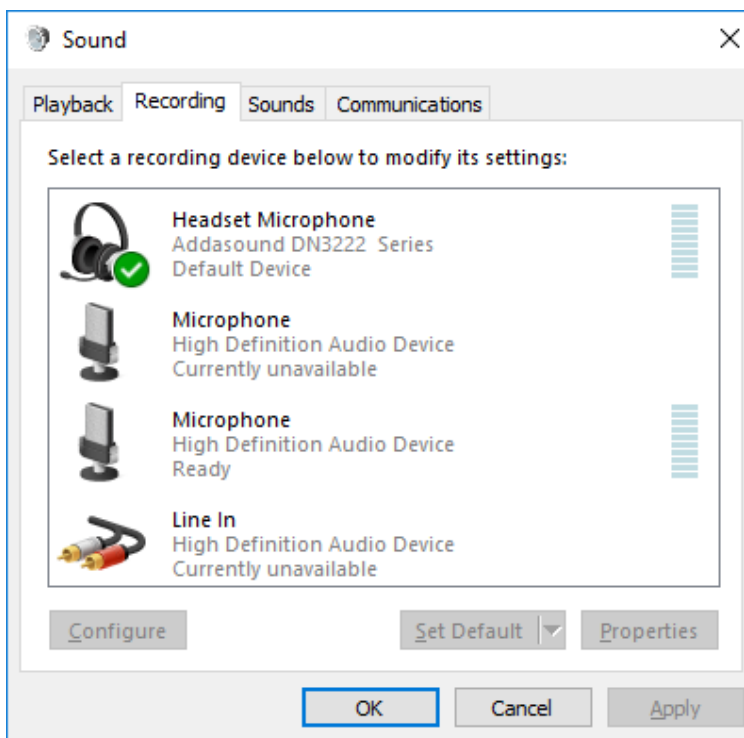 Sound
Playback Recording Sounds Communications
Select a recording device below to modify its settings:
Headset Microphone
Addasound DN3222 Series
Default Device
Microphone
High Definition Audio Device
Currently unavailable
Microphone
High Definition Audio Device
Ready
Line In
High Definition Audio Device
Currently unavailable
Configure Set Default Properties
OK Cancel Apply